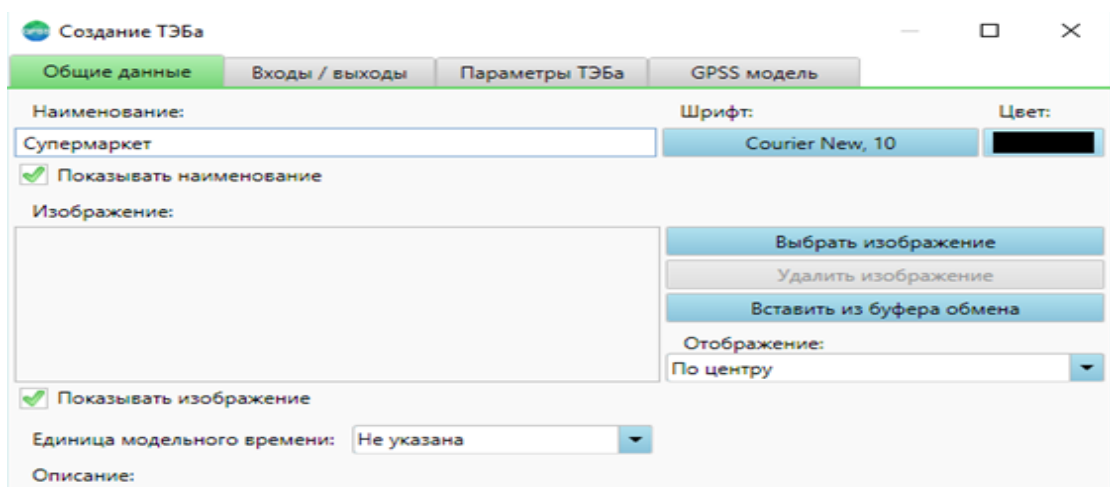 Создание ТЭБа
Общие данные Входы / выходы Параметры ТЭБа GPSS модель
Наименование: Шрифт: Цвет:
Супермаркет Courier New, 10
Показывать наименование
Изображение:
Выбрать изображение
Удалить изображение
Вставить из буфера обмена
Отображение:
По центру
Показывать изображение
Единица модельного времени: Не указана
Описание: